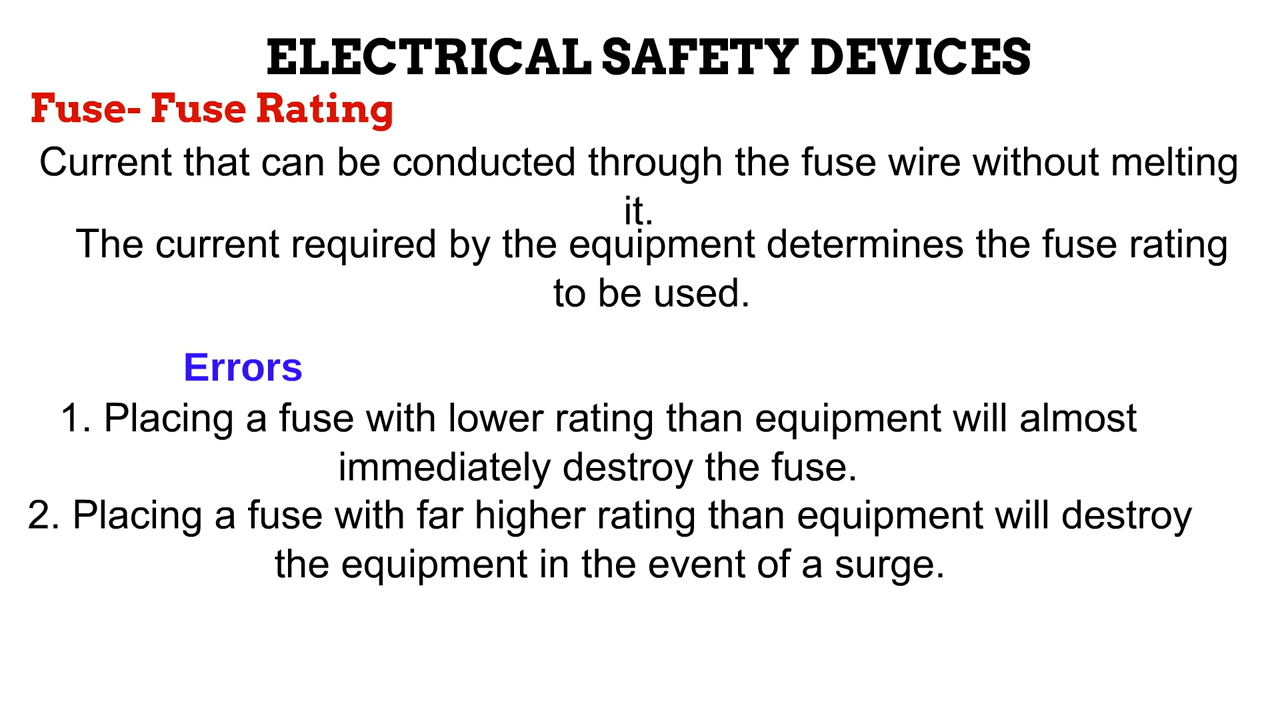 ELECTRICAL SAFETY DEVICES
Fuse- Fuse Rating
Current that can be conducted through the fuse wire without melting
it.
The current required by the equipment determines the fuse rating
to be used.
Errors
1. Placing a fuse with lower rating than equipment will almost
immediately destroy the fuse.
2. Placing a fuse with far higher rating than equipment will destroy
the equipment in the event of a surge.